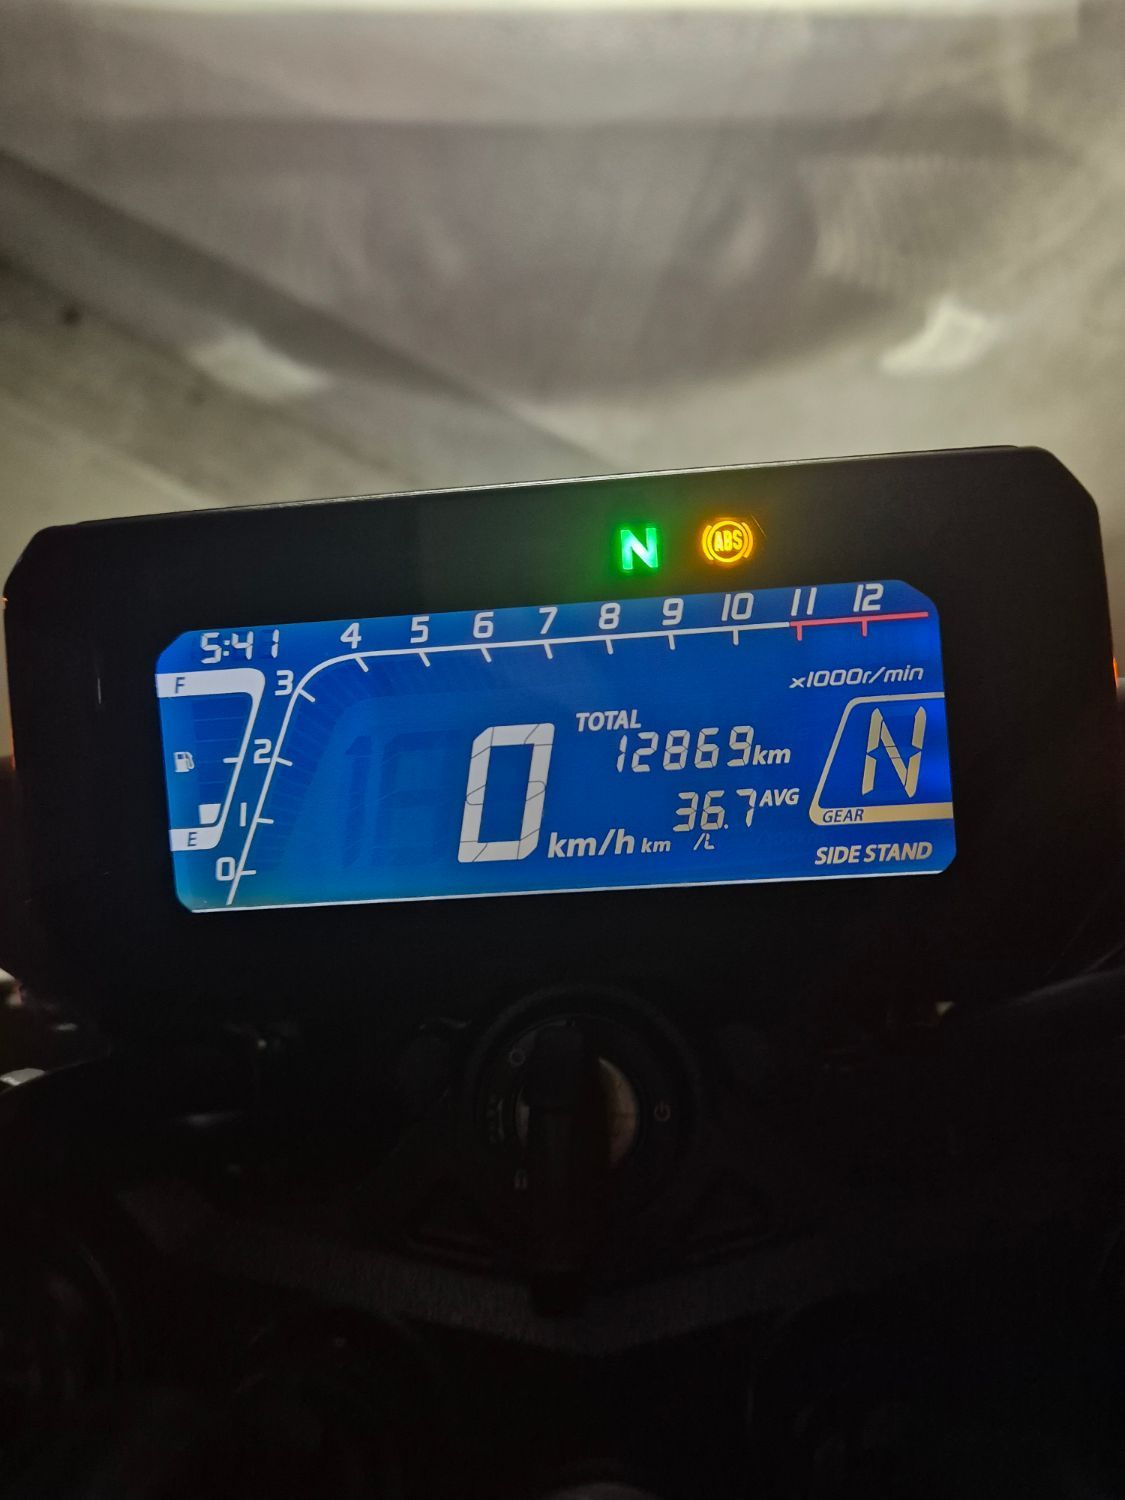 N ABS
5:41
4 5 6 7 8 9 10 11 12
F
3
x1000r/min
TOTAL
12869km
2
N
36.7 AVG
0 km/h km/L
1
GEAR
E
SIDE STAND
0